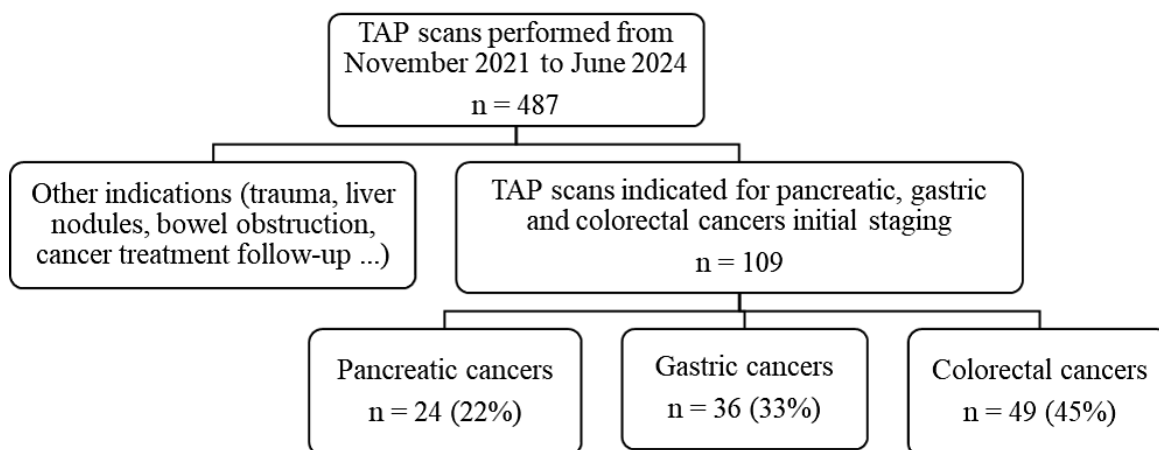 TAP scans performed from
November 2021 to June 2024
n = 487
Other indications (trauma, liver
nodules, bowel obstruction,
cancer treatment follow-up ...)
TAP scans indicated for pancreatic, gastric
and colorectal cancers initial staging
n = 109
Pancreatic cancers
n = 24 (22%)
Gastric cancers
n = 36 (33%)
Colorectal cancers
n = 49 (45%)